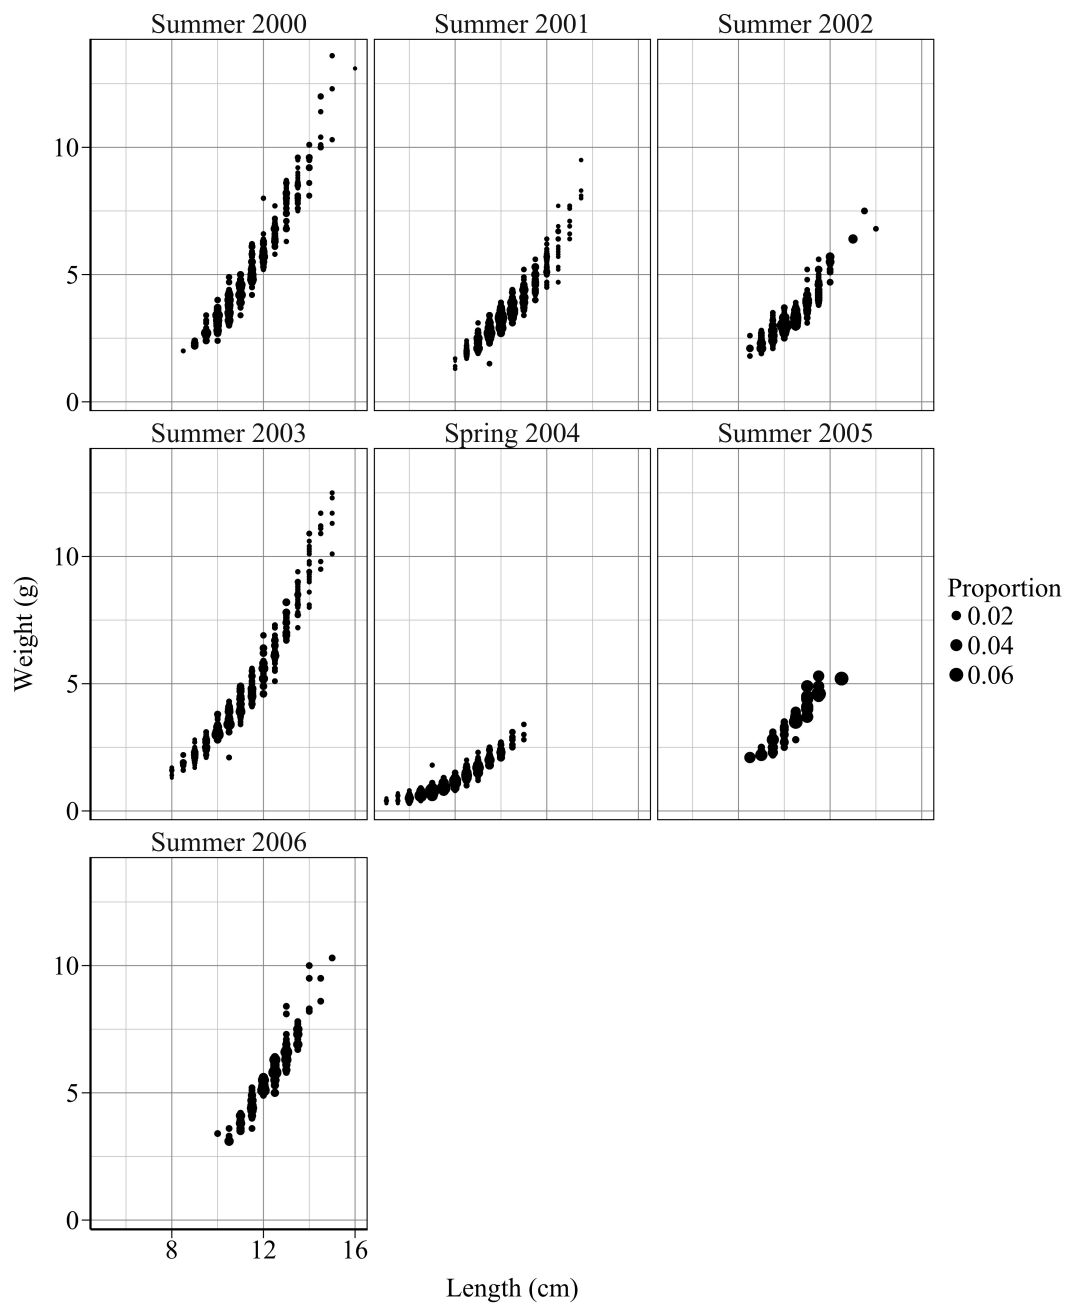 Summer 2000 Summer 2001 Summer 2002
10
5
0
Summer 2003 Spring 2004 Summer 2005
10
5
0
Weight (g)
Proportion
0.02
0.04
0.06
Summer 2006
10
5
0
8 12 16
Length (cm)